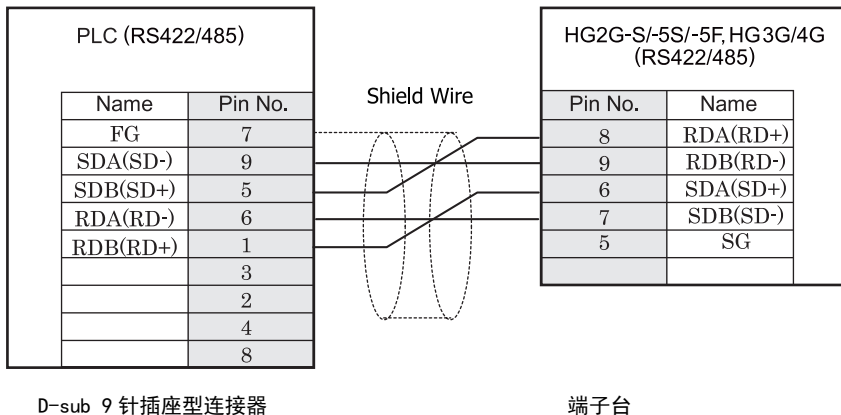 PLC (RS422/485)
Name Pin No.
FG 7
SDA(SD-) 9
SDB(SD+) 5
RDA(RD-) 6
RDB(RD+) 1
3
2
4
8
Shield Wire
HG2G-S/-5S/-5F, HG3G/4G
(RS422/485)
Pin No. Name
8 RDA(RD+)
9 RDB(RD-)
6 SDA(SD+)
7 SDB(SD-)
5 SG
D-sub 9 针插座型连接器
端子台